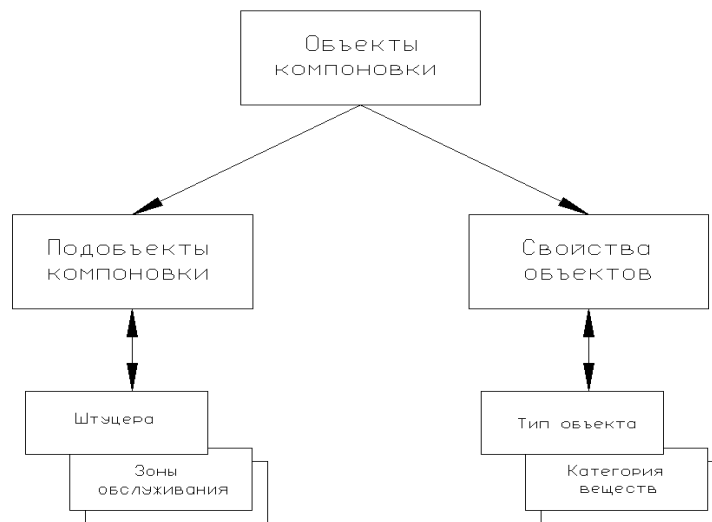 Объекты
компоновки
Подобъекты
компоновки
Свойства
объектов
Штуцера
Тип объекта
Зоны
обслуживания
Категория
веществ